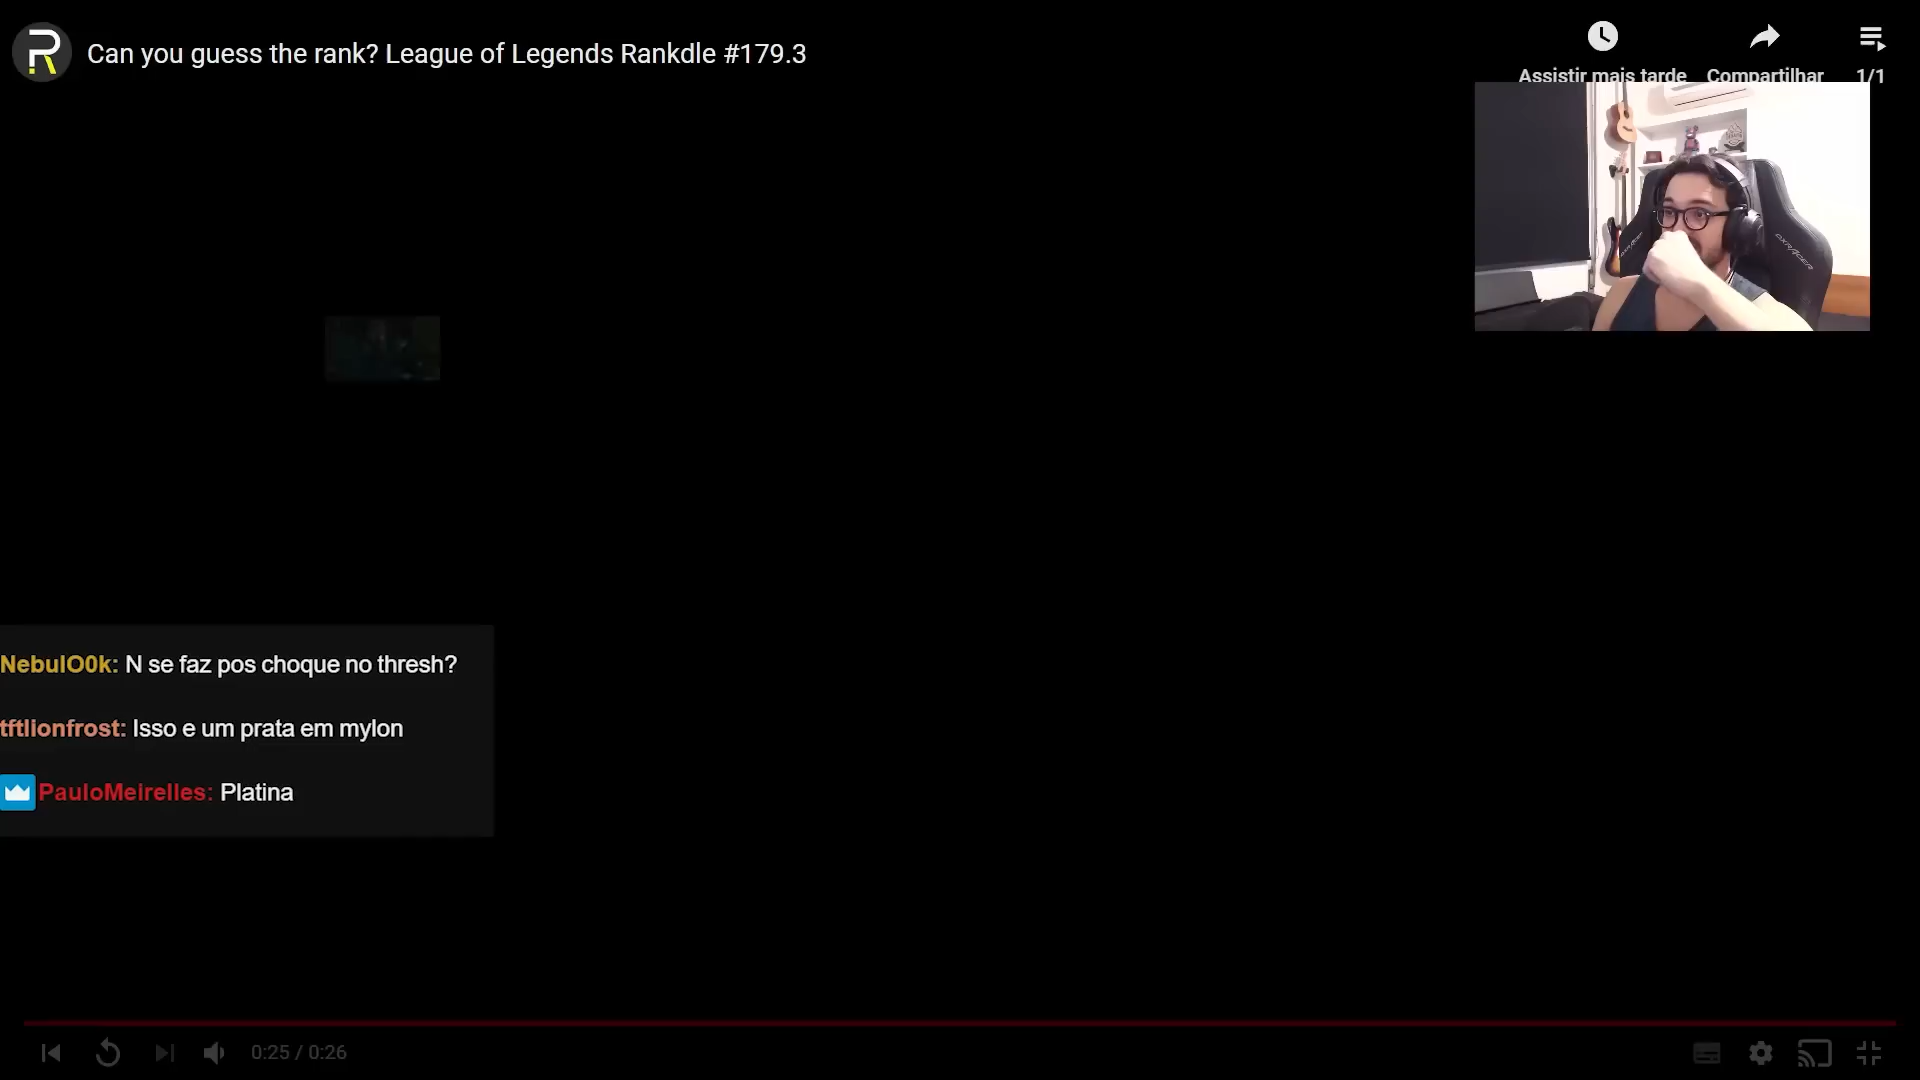 Can you guess the rank? League of Legends Rankdle #179.3
Assistir mais tarde
Compartilhar
1/1
NebulO0k: N se faz pos choque no thresh?
tftlionfrost: Isso e um prata em mylon
PauloMeirelles: Platina
0:25 / 0:26